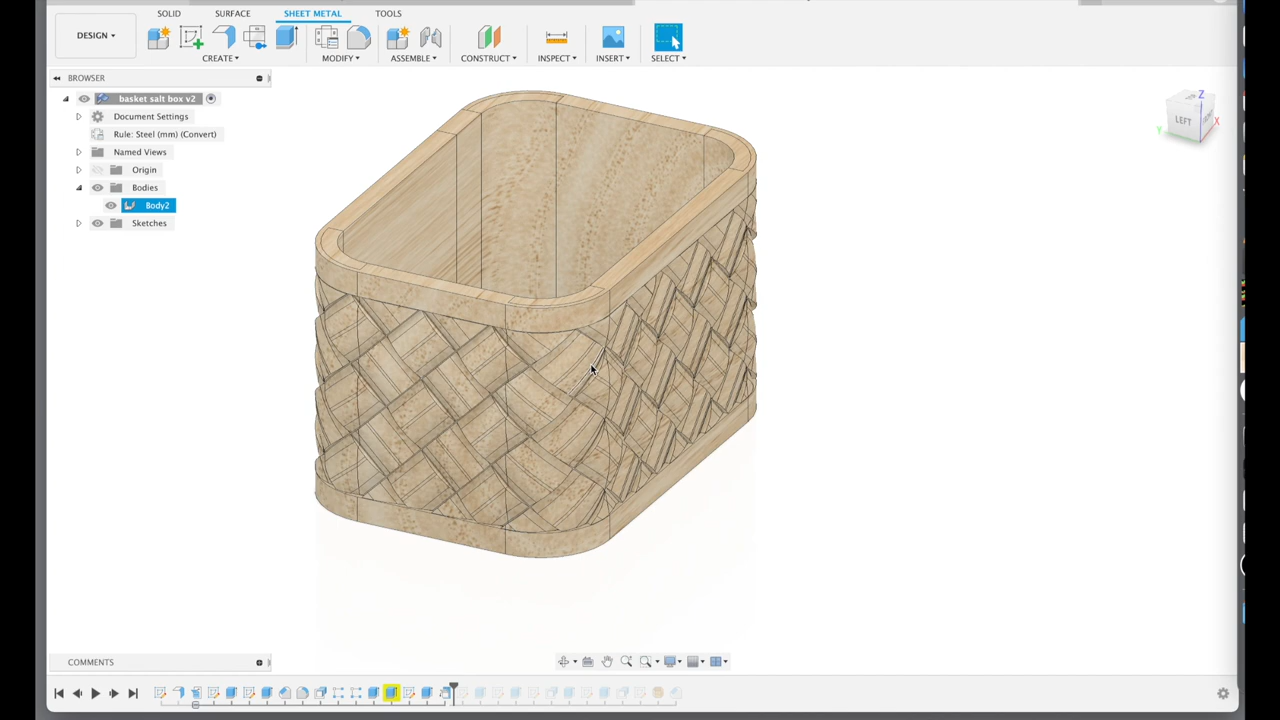 SOLID SURFACE SHEET METAL TOOLS
DESIGN
CREATE MODIFY ASSEMBLE CONSTRUCT INSPECT INSERT SELECT
BROWSER
basket salt box v2
Document Settings
Rule: Steel (mm) (Convert)
Named Views
Origin
Bodies
Body2
Sketches
Z
LEFT
X
Y
COMMENTS